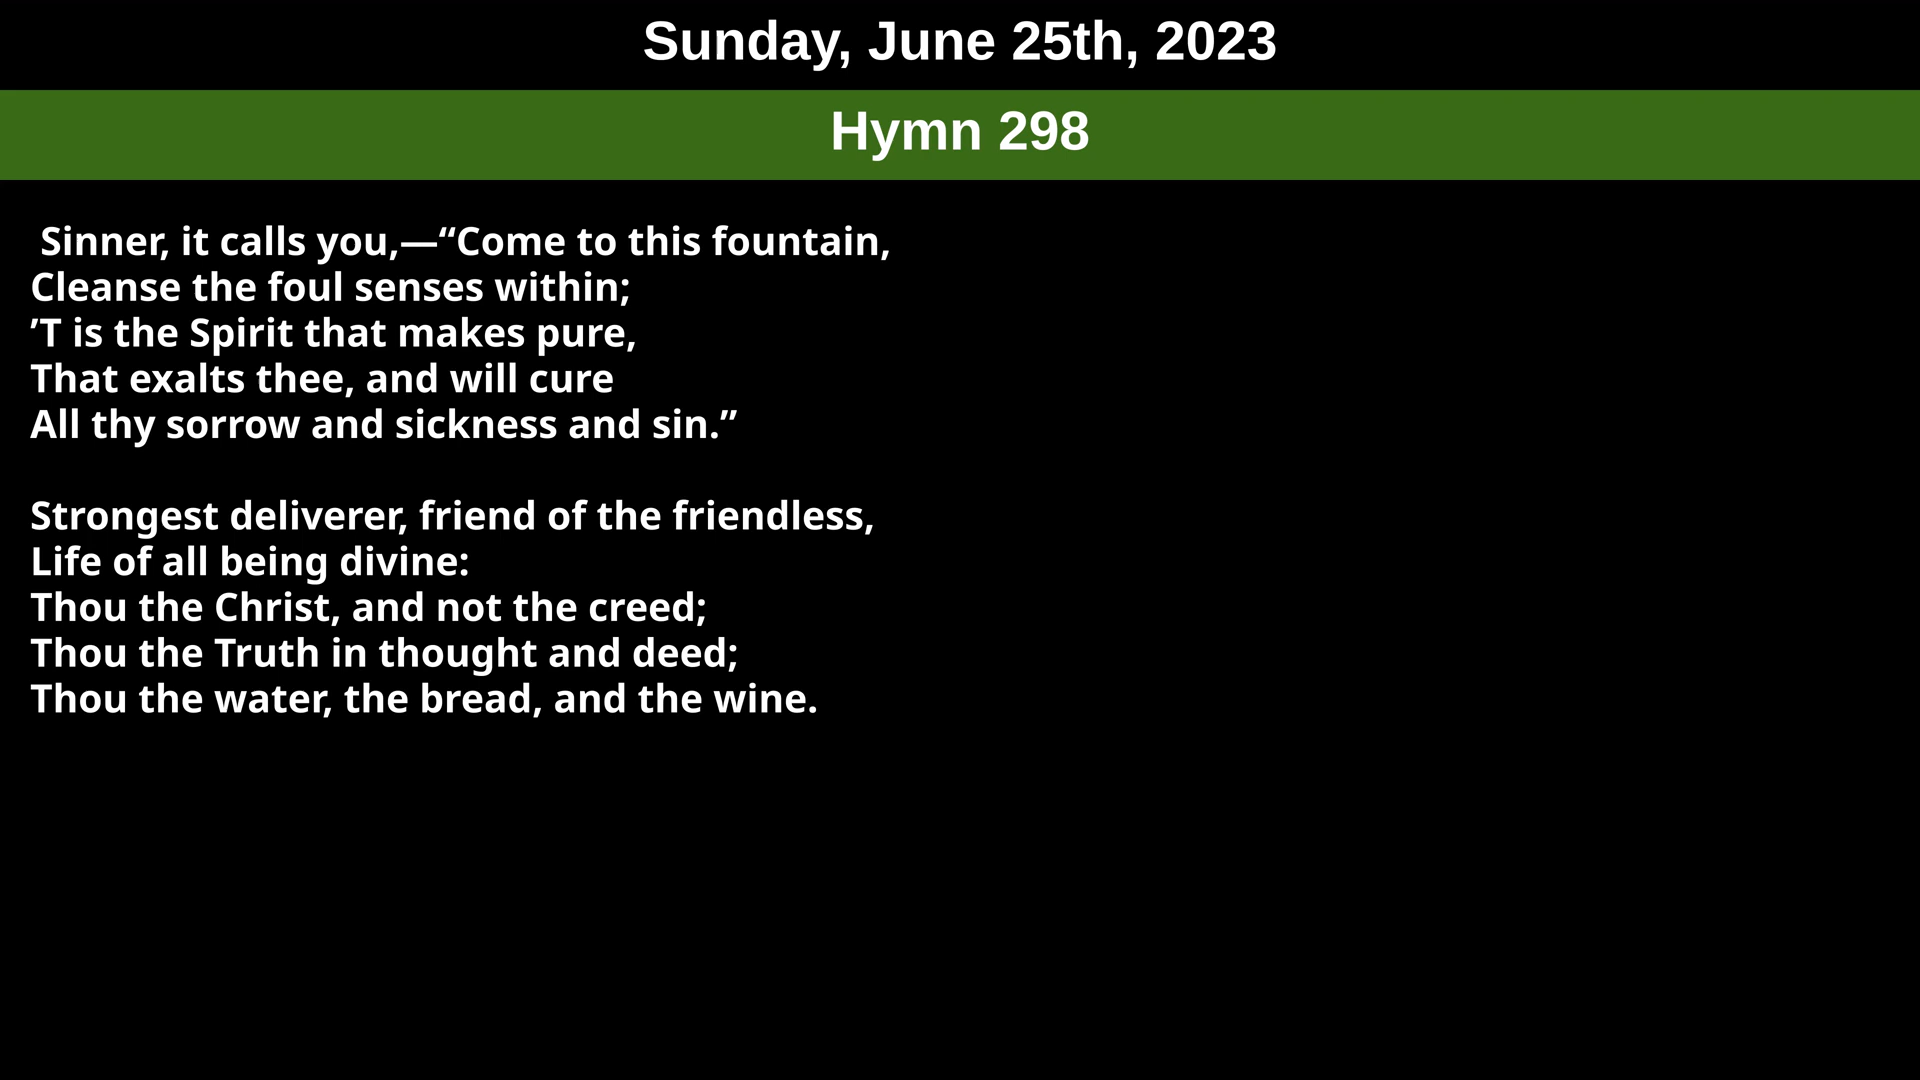 Sunday, June 25th, 2023
Hymn 298
Sinner, it calls you,—“Come to this fountain,
Cleanse the foul senses within;
’T is the Spirit that makes pure,
That exalts thee, and will cure
All thy sorrow and sickness and sin.”
Strongest deliverer, friend of the friendless,
Life of all being divine:
Thou the Christ, and not the creed;
Thou the Truth in thought and deed;
Thou the water, the bread, and the wine.